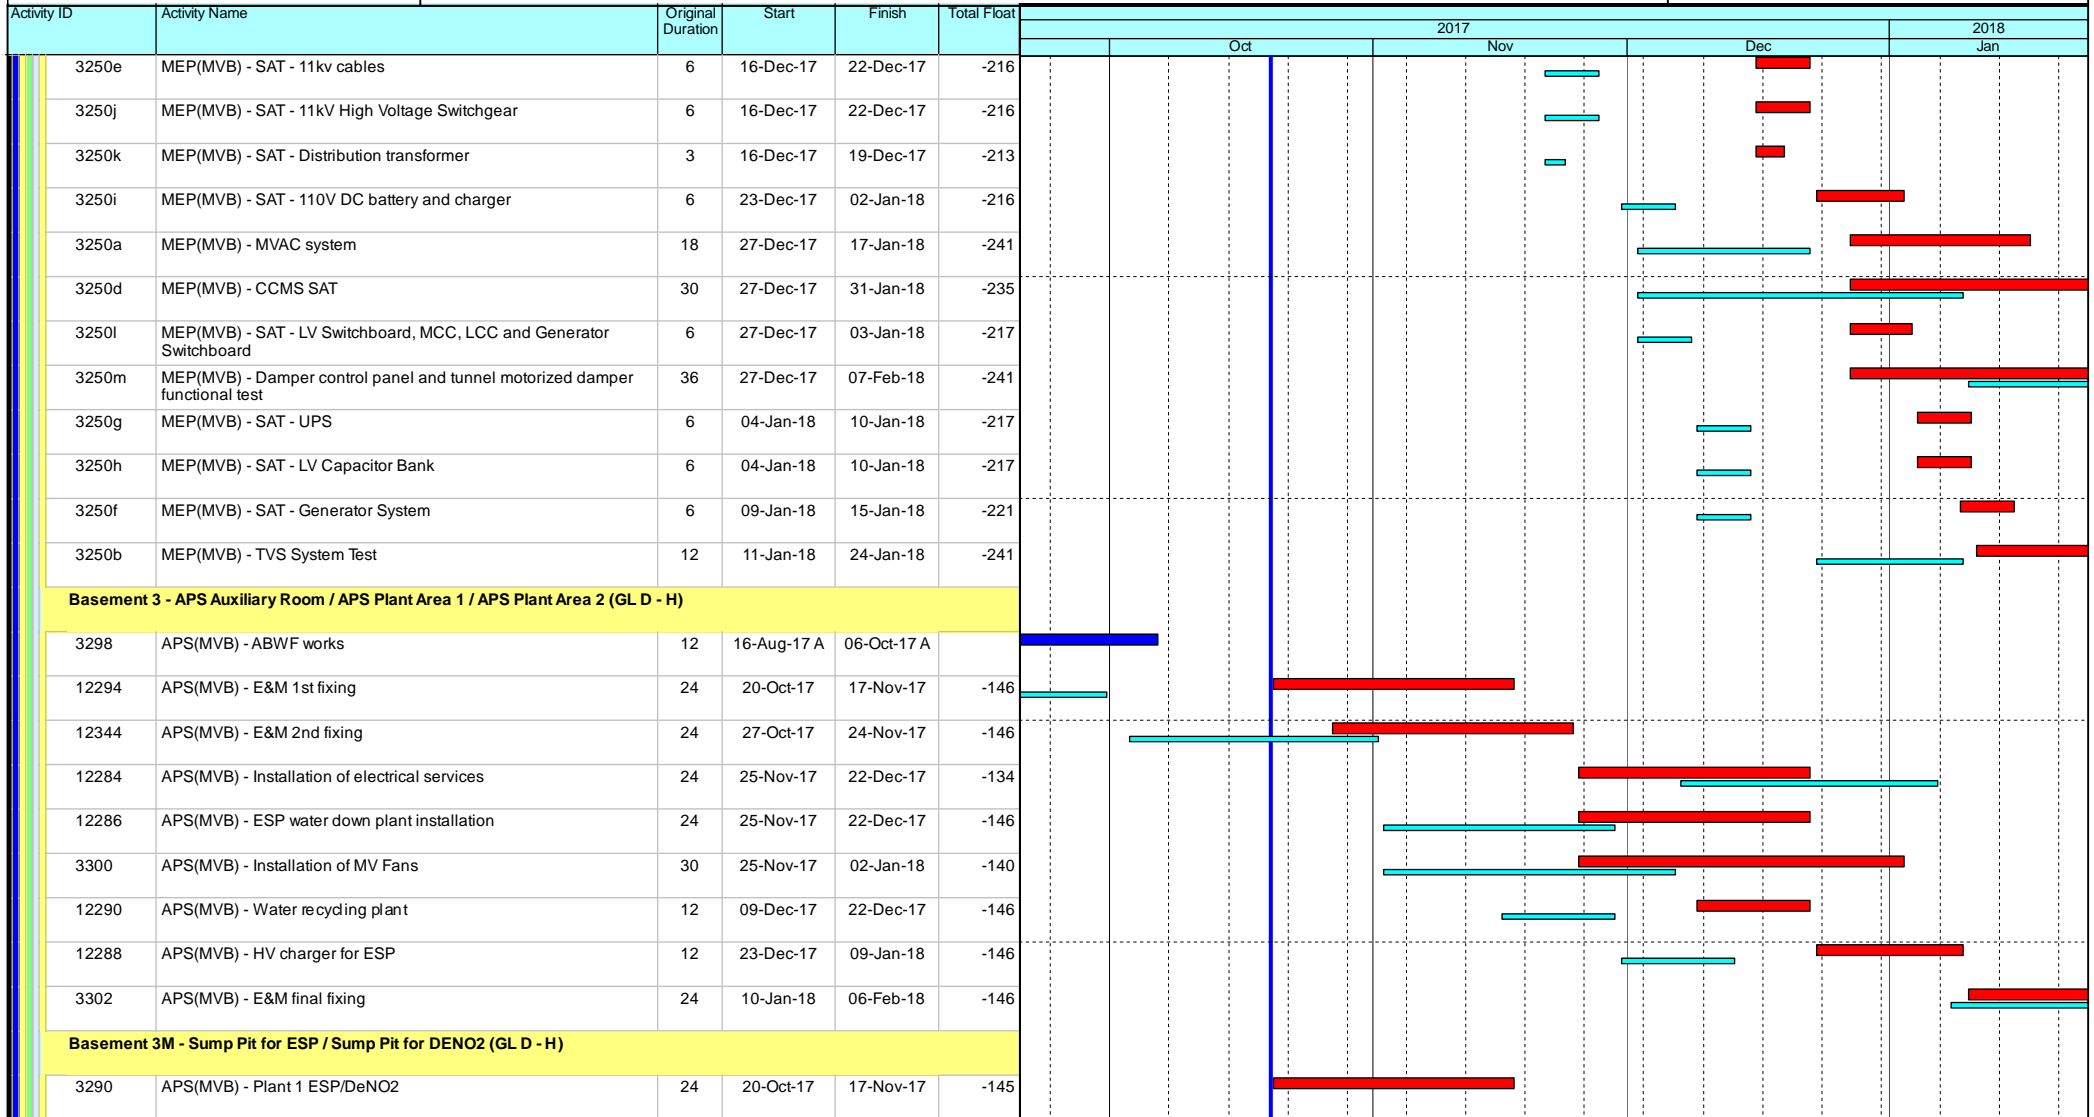 Activity ID Activity Name Original Duration Start Finish Total Float
2017 2018
Oct Nov Dec Jan
3250e MEP(MVB) - SAT - 11kv cables 6 16-Dec-17 22-Dec-17 -216
3250j MEP(MVB) - SAT - 11kV High Voltage Switchgear 6 16-Dec-17 22-Dec-17 -216
3250k MEP(MVB) - SAT - Distribution transformer 3 16-Dec-17 19-Dec-17 -213
3250i MEP(MVB) - SAT - 110V DC battery and charger 6 23-Dec-17 02-Jan-18 -216
3250a MEP(MVB) - MVAC system 18 27-Dec-17 17-Jan-18 -241
3250d MEP(MVB) - CCMS SAT 30 27-Dec-17 31-Jan-18 -235
3250l MEP(MVB) - SAT - LV Switchboard, MCC, LCC and Generator Switchboard 6 27-Dec-17 03-Jan-18 -217
3250m MEP(MVB) - Damper control panel and tunnel motorized damper functional test 36 27-Dec-17 07-Feb-18 -241
3250g MEP(MVB) - SAT - UPS 6 04-Jan-18 10-Jan-18 -217
3250h MEP(MVB) - SAT - LV Capacitor Bank 6 04-Jan-18 10-Jan-18 -217
3250f MEP(MVB) - SAT - Generator System 6 09-Jan-18 15-Jan-18 -221
3250b MEP(MVB) - TVS System Test 12 11-Jan-18 24-Jan-18 -241
Basement 3 - APS Auxiliary Room / APS Plant Area 1 / APS Plant Area 2 (GL D - H)
3298 APS(MVB) - ABWF works 12 16-Aug-17 A 06-Oct-17 A
12294 APS(MVB) - E&M 1st fixing 24 20-Oct-17 17-Nov-17 -146
12344 APS(MVB) - E&M 2nd fixing 24 27-Oct-17 24-Nov-17 -146
12284 APS(MVB) - Installation of electrical services 24 25-Nov-17 22-Dec-17 -134
12286 APS(MVB) - ESP water down plant installation 24 25-Nov-17 22-Dec-17 -146
3300 APS(MVB) - Installation of MV Fans 30 25-Nov-17 02-Jan-18 -140
12290 APS(MVB) - Water recycling plant 12 09-Dec-17 22-Dec-17 -146
12288 APS(MVB) - HV charger for ESP 12 23-Dec-17 09-Jan-18 -146
3302 APS(MVB) - E&M final fixing 24 10-Jan-18 06-Feb-18 -146
Basement 3M - Sump Pit for ESP / Sump Pit for DENO2 (GL D - H)
3290 APS(MVB) - Plant 1 ESP/DeNO2 24 20-Oct-17 17-Nov-17 -145